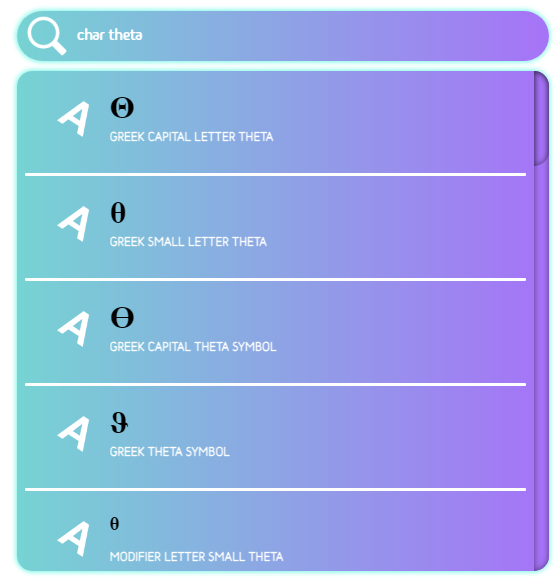 char theta
Θ
GREEK CAPITAL LETTER THETA
θ
GREEK SMALL LETTER THETA
ϴ
GREEK CAPITAL THETA SYMBOL
ϑ
GREEK THETA SYMBOL
ᶿ
MODIFIER LETTER SMALL THETA